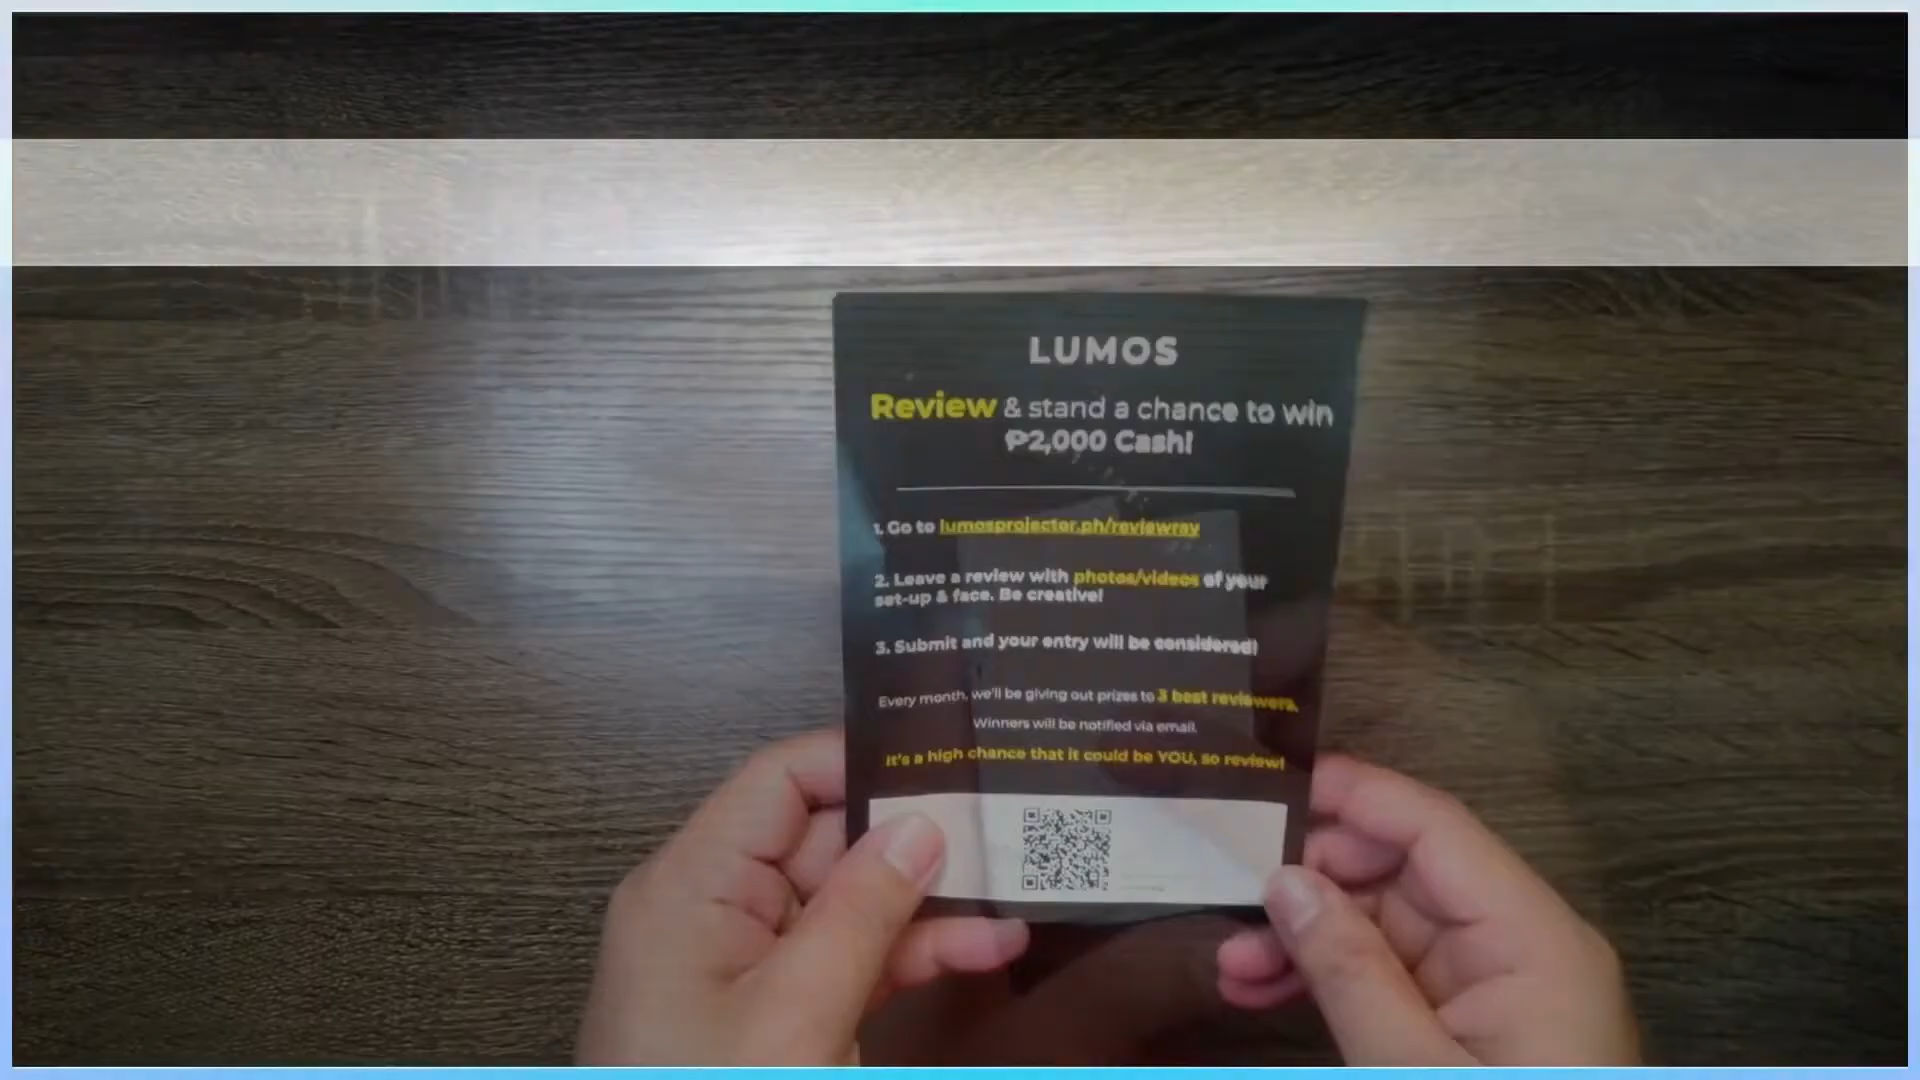 LUMOS
Review & stand a chance to win
₱2,000 Cash!
1. Go to lumosprojector.ph/reviewray
2. Leave a review with photos/videos of your
set-up & face. Be creative!
3. Submit and your entry will be considered!
Every month, we'll be giving out prizes to 3 best reviewers.
Winners will be notified via email.
It's a high chance that it could be YOU, so review!